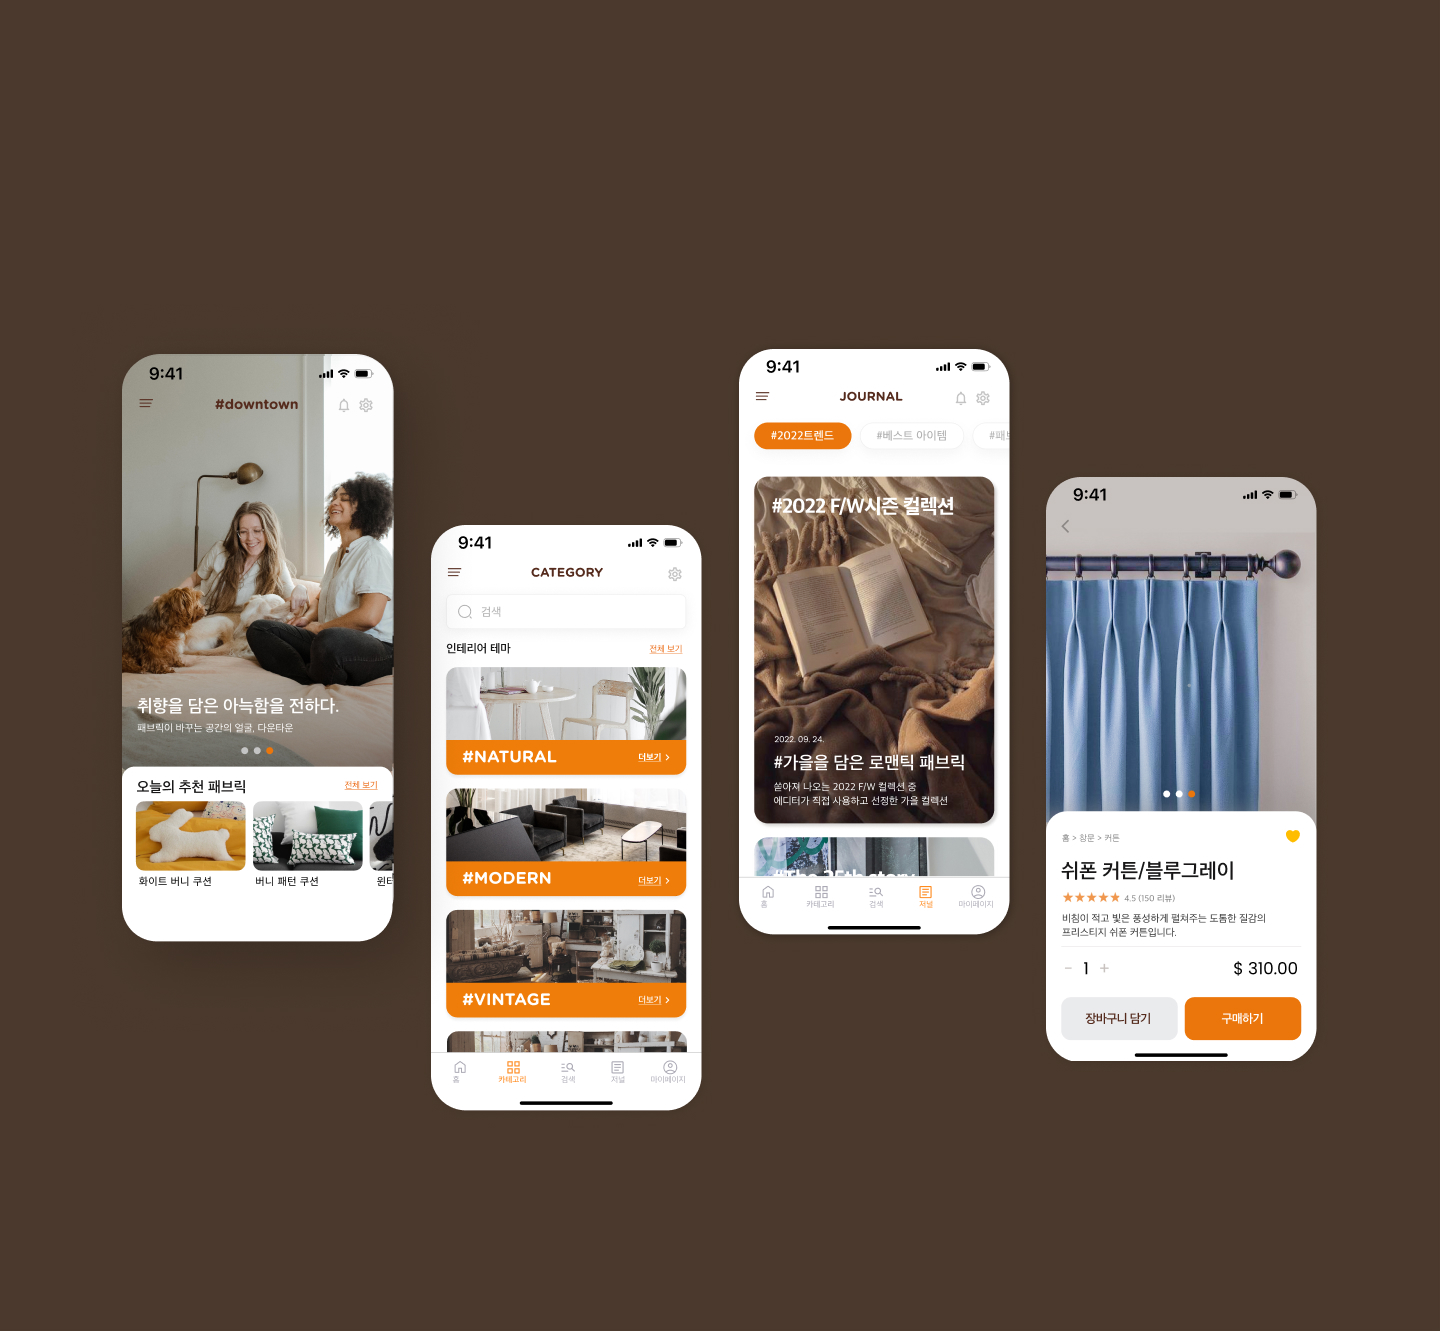 9:41
#downtown
취향을 담은 아늑함을 전하다.
패브릭이 바꾸는 공간의 얼굴, 다운타운
오늘의 추천 패브릭
전체 보기
화이트 버니 쿠션
버니 패턴 쿠션
윈터
9:41
CATEGORY
검색
인테리어 테마
전체 보기
#NATURAL
더보기
#MODERN
더보기
#VINTAGE
더보기
홈
카테고리
검색
저널
마이페이지
9:41
JOURNAL
#2022트렌드
#베스트 아이템
#패브
#2022 F/W시즌 컬렉션
2022. 09. 24.
#가을을 담은 로맨틱 패브릭
쏟아져 나오는 2022 F/W 컬렉션 중
에디터가 직접 사용하고 선정한 가을 컬렉션
#The 25th story
홈
카테고리
검색
저널
마이페이지
9:41
홈 > 창문 > 커튼
쉬폰 커튼/블루그레이
4.5 (150 리뷰)
비침이 적고 빛은 풍성하게 펼쳐주는 도톰한 질감의
프리스티지 쉬폰 커튼입니다.
- 1 +
$ 310.00
장바구니 담기
구매하기